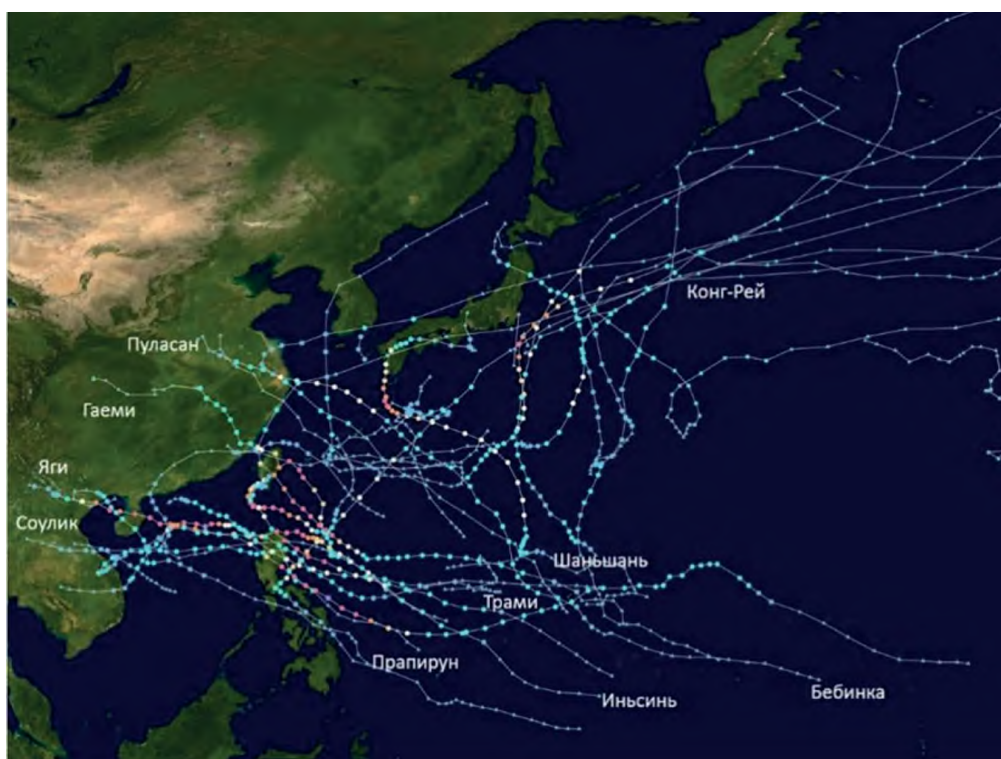 Конг-Рей
Пуласан
Гаеми
Яги
Соулик
Шаньшань
Трами
Прапирун
Иньсинь
Бебинка